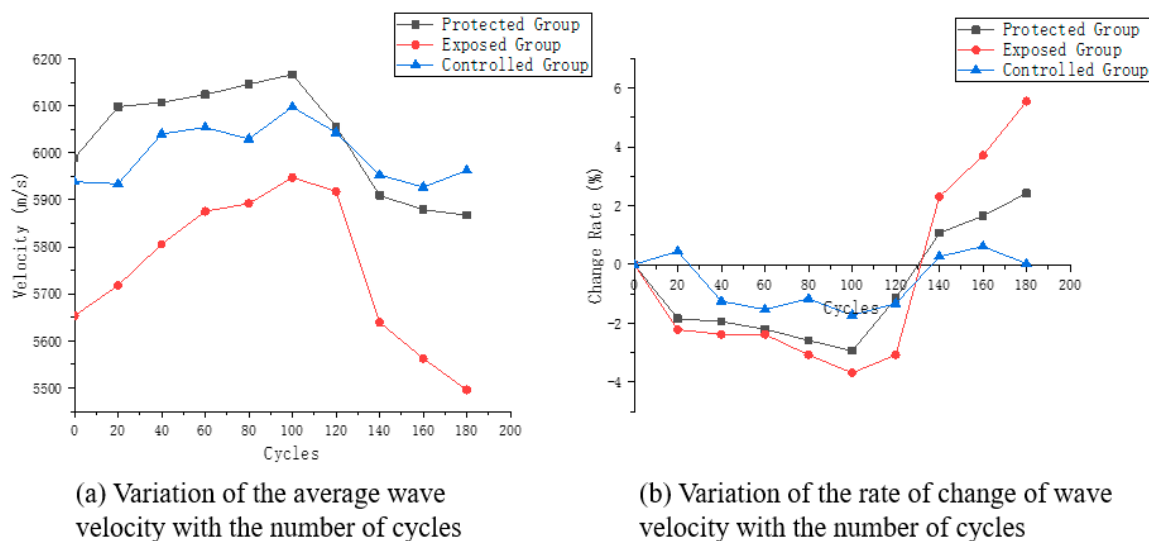 Protected Group
Exposed Group
Controlled Group
6200
6100
6000
5900
5800
5700
5600
5500
Velocity (m/s)
0 20 40 60 80 100 120 140 160 180 200
Cycles
(a) Variation of the average wave
velocity with the number of cycles
Protected Group
Exposed Group
Controlled Group
6
4
2
0
-2
-4
Change Rate (%)
0 20 40 60 80 100 120 140 160 180 200
Cycles
(b) Variation of the rate of change of wave
velocity with the number of cycles